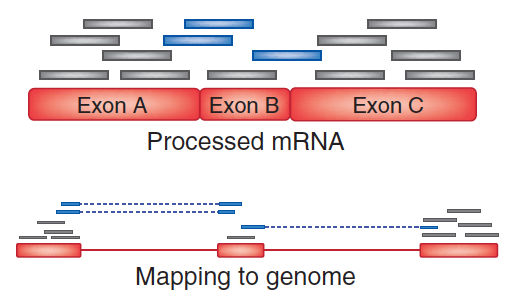 Exon A Exon B Exon C
Processed mRNA
Mapping to genome